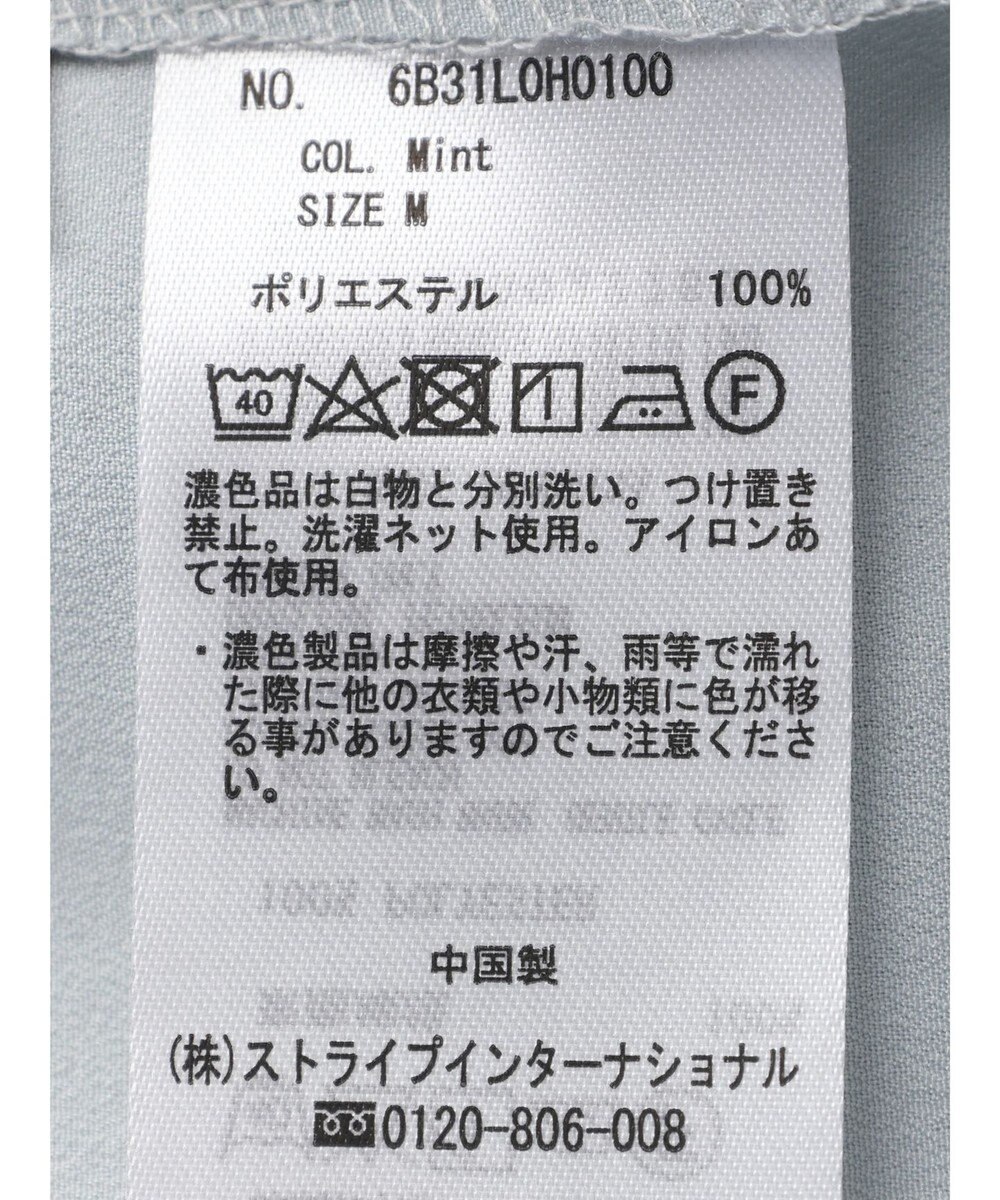 NO. 6B31L0H0100
COL. Mint
SIZE M
ポリエステル 100%
40
F
濃色品は白物と分別洗い。つけ置き
禁止。洗濯ネット使用。アイロンあ
て布使用。
・濃色製品は摩擦や汗、雨等で濡れ
た際に他の衣類や小物類に色が移
る事がありますのでご注意くださ
い。
中国製
(株)ストライプインターナショナル
0120-806-008